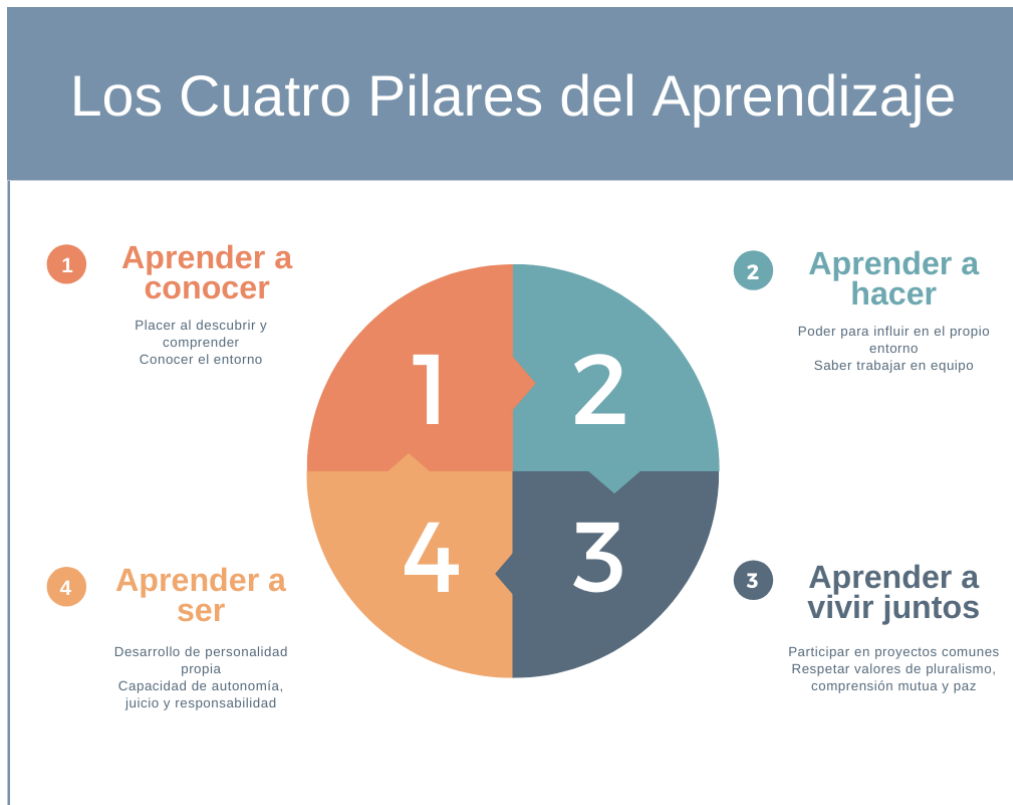 Los Cuatro Pilares del Aprendizaje
1
Aprender a
conocer
Placer al descubrir y
comprender
Conocer el entorno
2
Aprender a
hacer
Poder para influir en el propio
entorno
Saber trabajar en equipo
1
2
4
3
4
Aprender a
ser
Desarrollo de personalidad
propia
Capacidad de autonomía,
juicio y responsabilidad
3
Aprender a
vivir juntos
Participar en proyectos comunes
Respetar valores de pluralismo,
comprensión mutua y paz